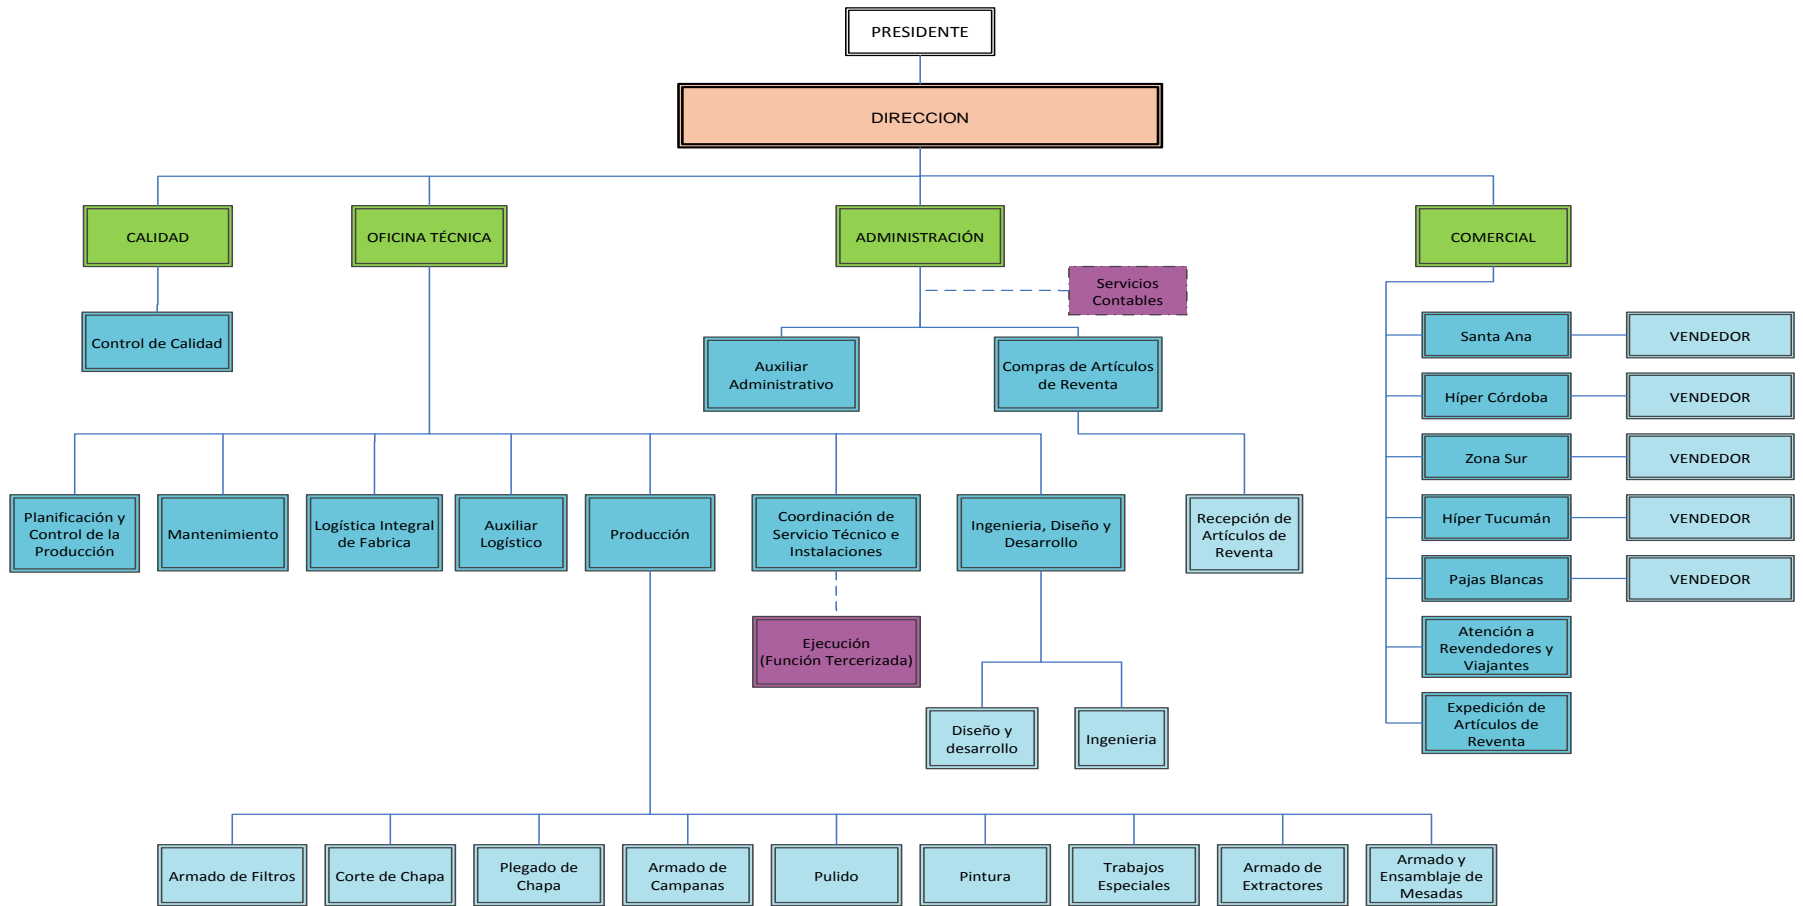 PRESIDENTE
DIRECCION
CALIDAD
OFICINA TÉCNICA
ADMINISTRACIÓN
COMERCIAL
Servicios
Contables
Control de Calidad
Auxiliar
Administrativo
Compras de Artículos
de Reventa
Santa Ana
VENDEDOR
Híper Córdoba
VENDEDOR
Zona Sur
VENDEDOR
Híper Tucumán
VENDEDOR
Pajas Blancas
VENDEDOR
Atención a
Revendedores y
Viajantes
Expedición de
Artículos de
Reventa
Planificación y
Control de la
Producción
Mantenimiento
Logística Integral
de Fabrica
Auxiliar
Logístico
Producción
Coordinación de
Servicio Técnico e
Instalaciones
Ingenieria, Diseño y
Desarrollo
Recepción de
Artículos de
Reventa
Ejecución
(Función Tercerizada)
Diseño y
desarrollo
Ingenieria
Armado de Filtros
Corte de Chapa
Plegado de
Chapa
Armado de
Campanas
Pulido
Pintura
Trabajos
Especiales
Armado de
Extractores
Armado y
Ensamblaje de
Mesadas